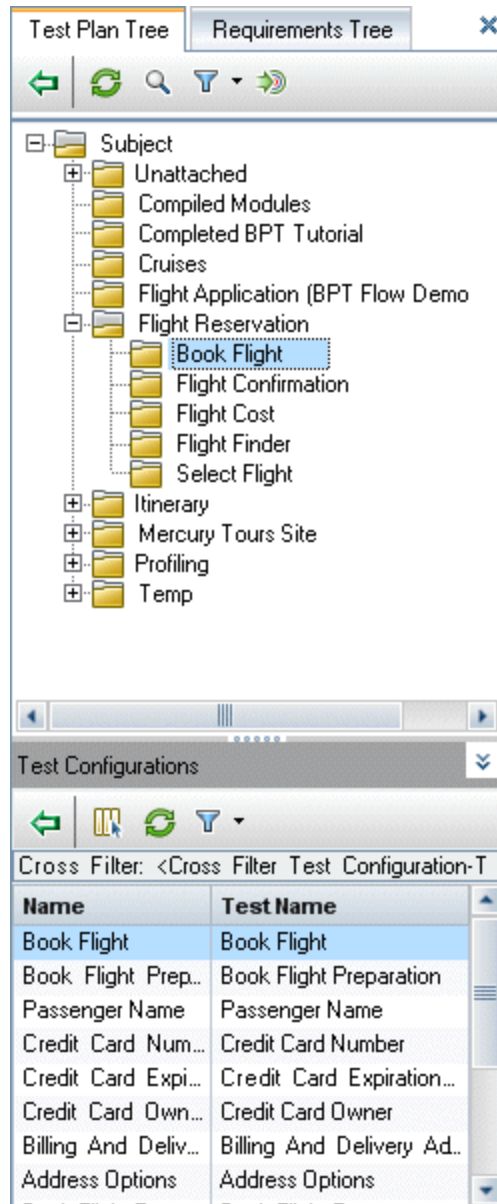 Test Plan Tree Requirements Tree
Subject
Unattached
Compiled Modules
Completed BPT Tutorial
Cruises
Flight Application (BPT Flow Demo
Flight Reservation
Book Flight
Flight Confirmation
Flight Cost
Flight Finder
Select Flight
Itinerary
Mercury Tours Site
Profiling
Temp
Test Configurations
Cross Filter: <Cross Filter Test Configuration-T
Name Test Name
Book Flight Book Flight
Book Flight Prep... Book Flight Preparation
Passenger Name Passenger Name
Credit Card Num... Credit Card Number
Credit Card Expi... Credit Card Expiration...
Credit Card Own... Credit Card Owner
Billing And Deliv... Billing And Delivery Ad...
Address Options Address Options